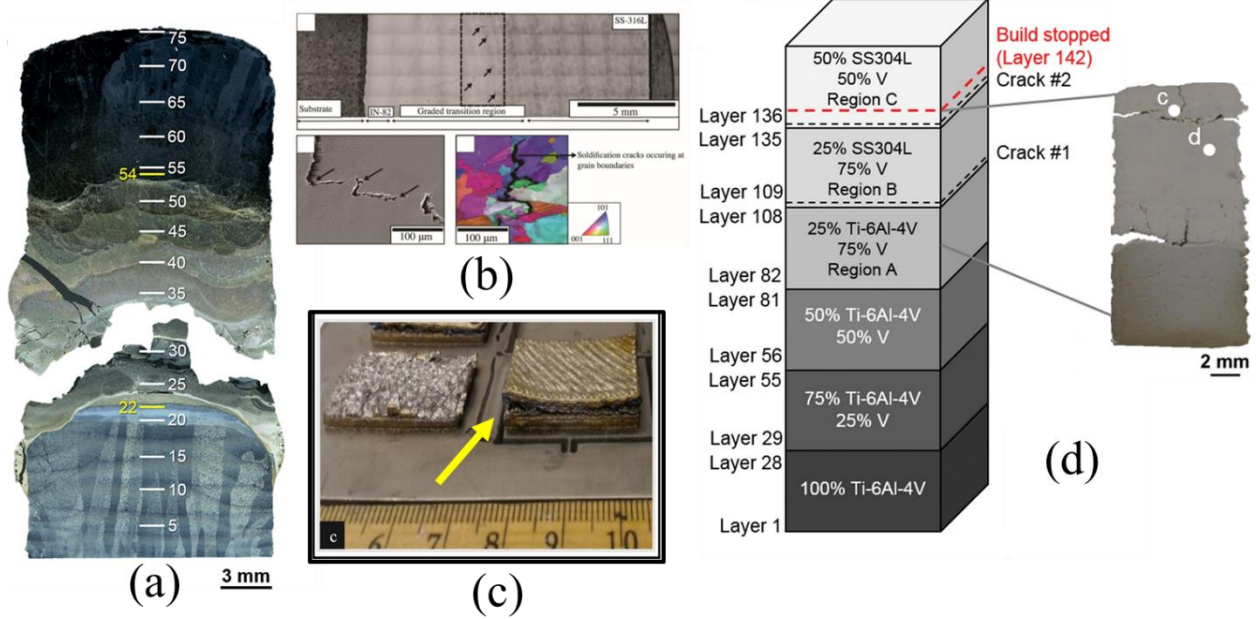 75
70
65
60
55
54
50
45
40
35
30
25
22
20
15
10
5
(a)
3 mm
SS-316L
Substrate
IN-82
Graded transition region
5 mm
100 µm
Soldification cracks occuring at
grain boundaries
100 µm
101
001
111
(b)
c
6
7
8
9
10
(c)
50% SS304L
50% V
Region C
Layer 136
Layer 135
25% SS304L
75% V
Region B
Layer 109
Layer 108
25% Ti-6Al-4V
75% V
Region A
Layer 82
Layer 81
50% Ti-6Al-4V
50% V
Layer 56
Layer 55
75% Ti-6Al-4V
25% V
Layer 29
Layer 28
100% Ti-6Al-4V
Layer 1
Build stopped
(Layer 142)
Crack #2
Crack #1
c
d
2 mm
(d)